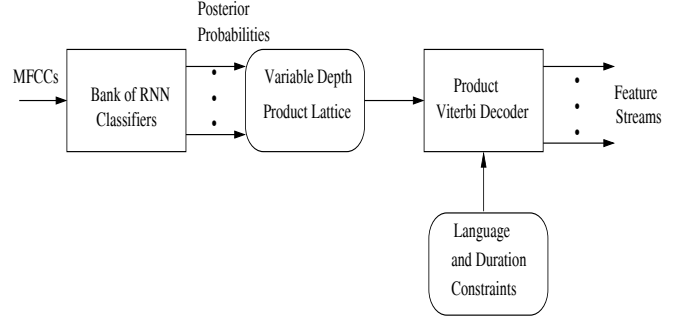 Posterior
Probabilities
MFCCs
Bank of RNN
Classifiers
Variable Depth
Product Lattice
Product
Viterbi Decoder
Feature
Streams
Language
and Duration
Constraints